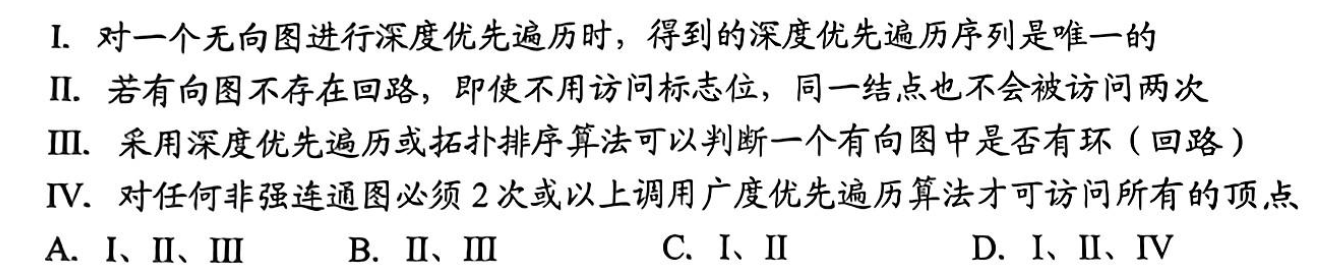 I. 对一个无向图进行深度优先遍历时，得到的深度优先遍历序列是唯一的
II. 若有向图不存在回路，即使不用访问标志位，同一结点也不会被访问两次
III. 采用深度优先遍历或拓扑排序算法可以判断一个有向图中是否有环（回路）
IV. 对任何非强连通图必须2次或以上调用广度优先遍历算法才可访问所有的顶点
A. I、II、III B. II、III C. I、II D. I、II、IV